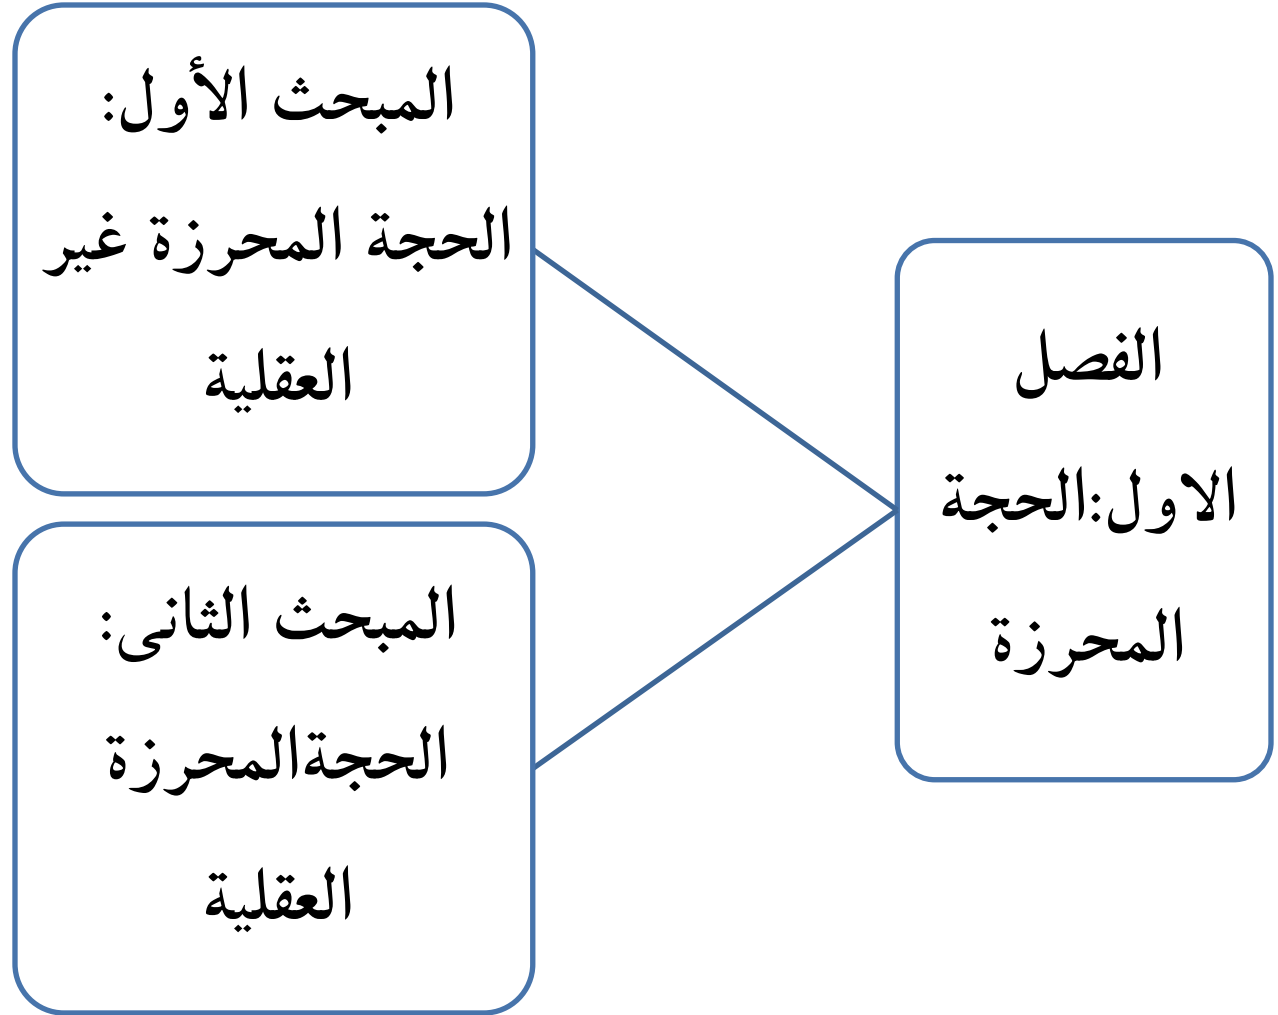 الفصل
الاول:الحجة
المحرزة
المبحث الأول:
الحجة المحرزة غير
العقلية
المبحث الثانى:
الحجةالمحرزة
العقلية